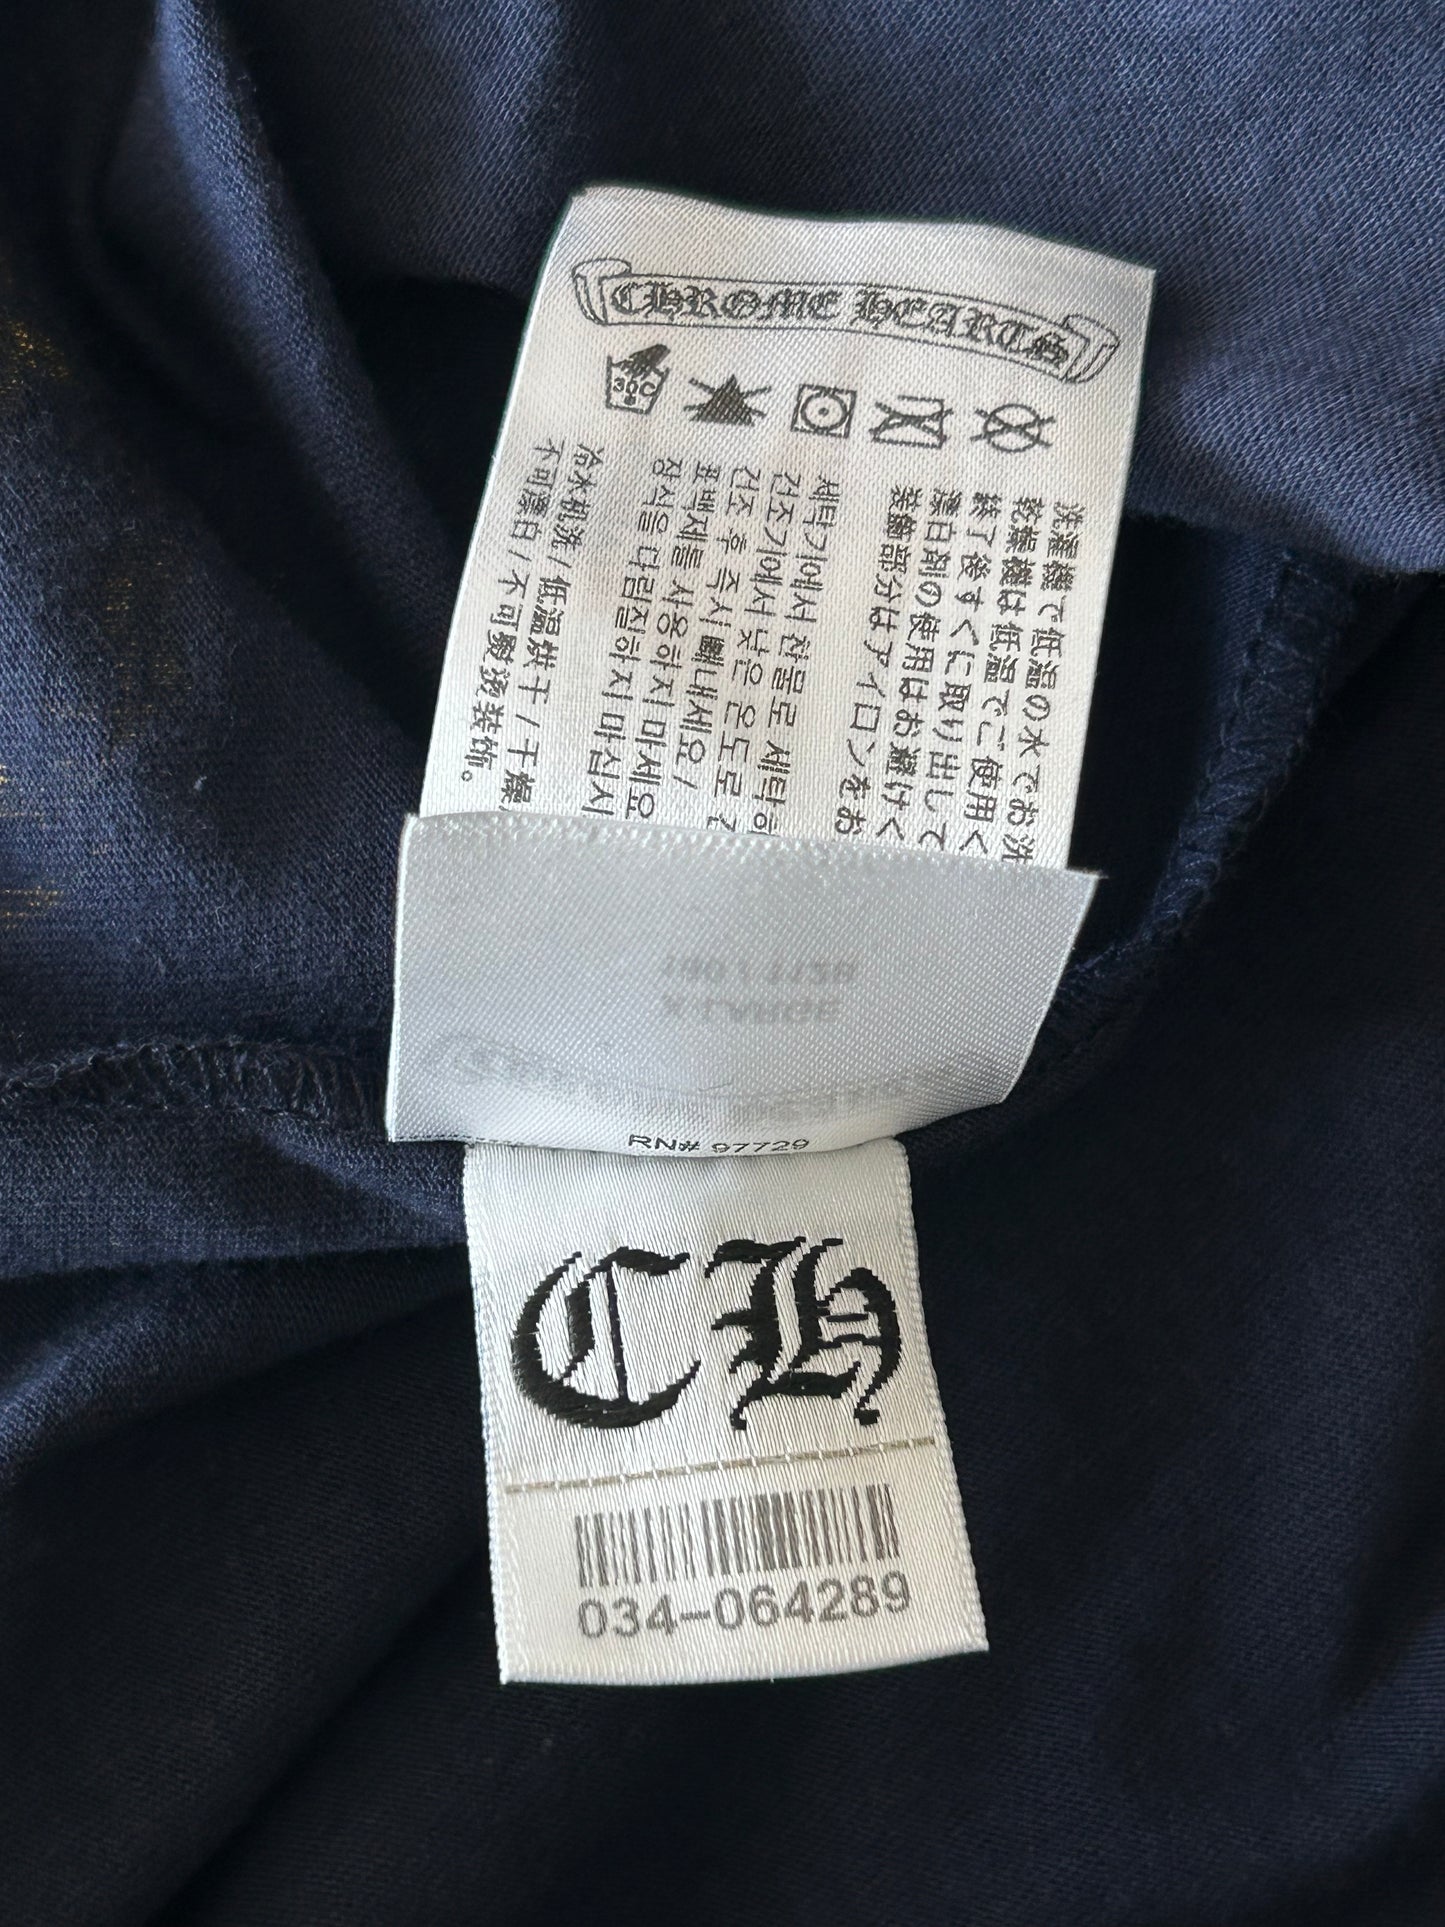 CHROME HEARTS
30C
洗濯機で低温の水でお洗
乾燥機は低温でご使用く
終了後すぐに取り出して
漂白剤の使用はお避けく
装飾部分はアイロンをお
세탁기에서 찬물로 세탁하
건조기에서 낮은 온도로 건
건조 후 즉시 빼내세요/
표백제를 사용하지 마세요
장식을 다림질하지 마십시
冷水机洗/低温烘干/干燥
不可漂白/不可熨烫装饰。
X-LARGE
RN# 97729
CH
034-064289